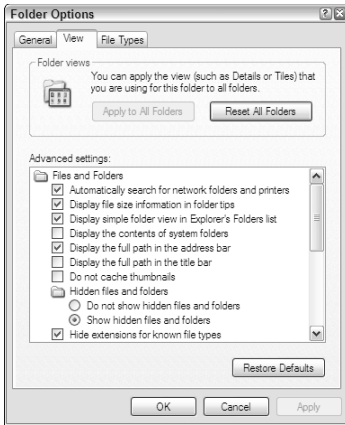 Folder Options
General View File Types
Folder views
You can apply the view (such as Details or Tiles) that
you are using for this folder to all folders.
Apply to All Folders Reset All Folders
Advanced settings:
Files and Folders
Automatically search for network folders and printers
Display file size information in folder tips
Display simple folder view in Explorer's Folders list
Display the contents of system folders
Display the full path in the address bar
Display the full path in the title bar
Do not cache thumbnails
Hidden files and folders
Do not show hidden files and folders
Show hidden files and folders
Hide extensions for known file types
Restore Defaults
OK Cancel Apply